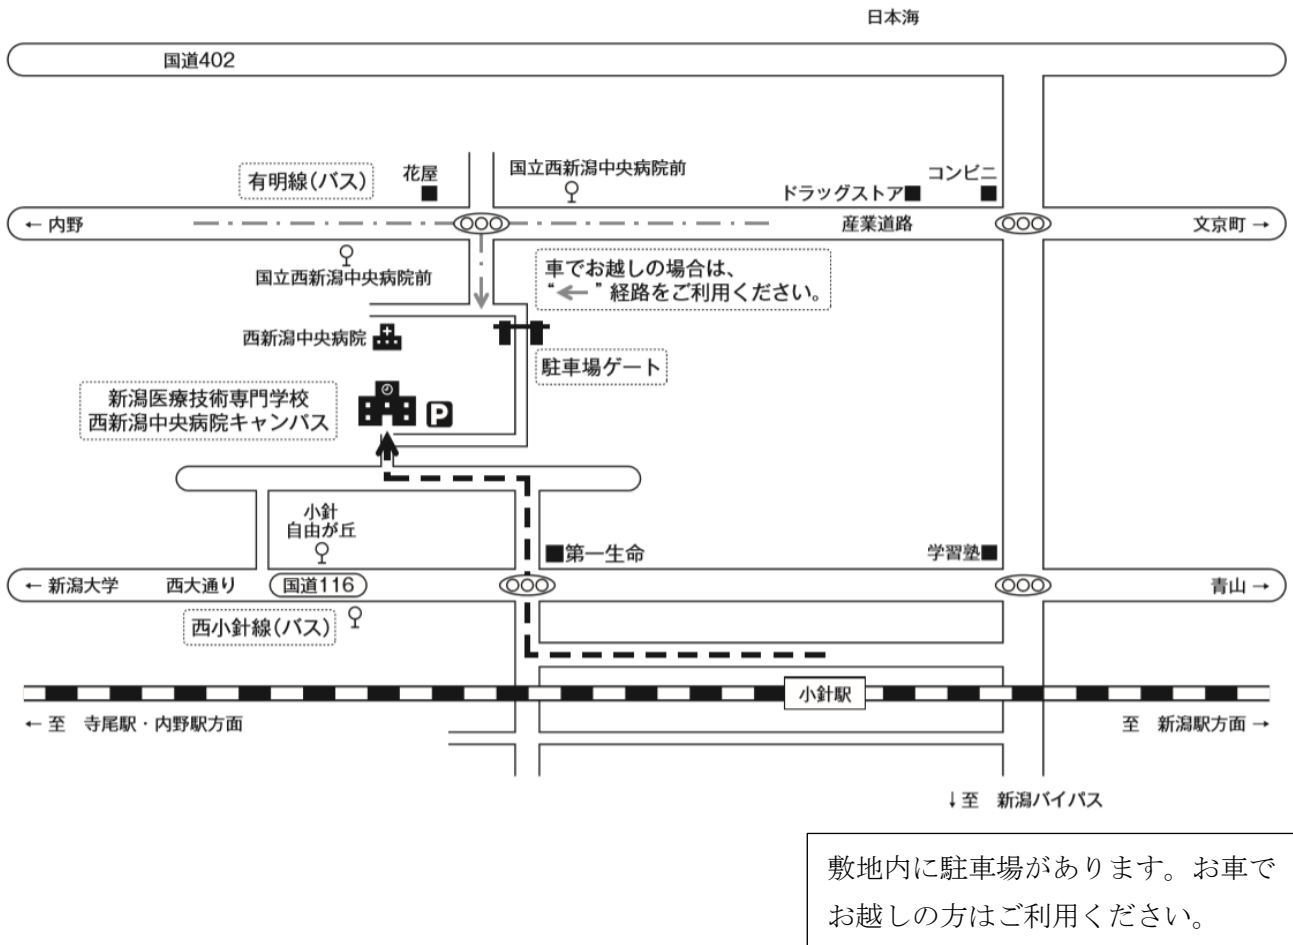 日本海
国道402
有明線(バス)
花屋
国立西新潟中央病院前
ドラッグストア
コンビニ
← 内野
産業道路
文京町 →
国立西新潟中央病院前
車でお越しの場合は、
“←” 経路をご利用ください。
西新潟中央病院
駐車場ゲート
新潟医療技術専門学校
西新潟中央病院キャンパス
P
小針
自由が丘
第一生命
学習塾
← 新潟大学
西大通り
国道116
青山 →
西小針線(バス)
小針駅
← 至 寺尾駅・内野駅方面
至 新潟駅方面 →
↓至 新潟バイパス
敷地内に駐車場があります。お車で
お越しの方はご利用ください。